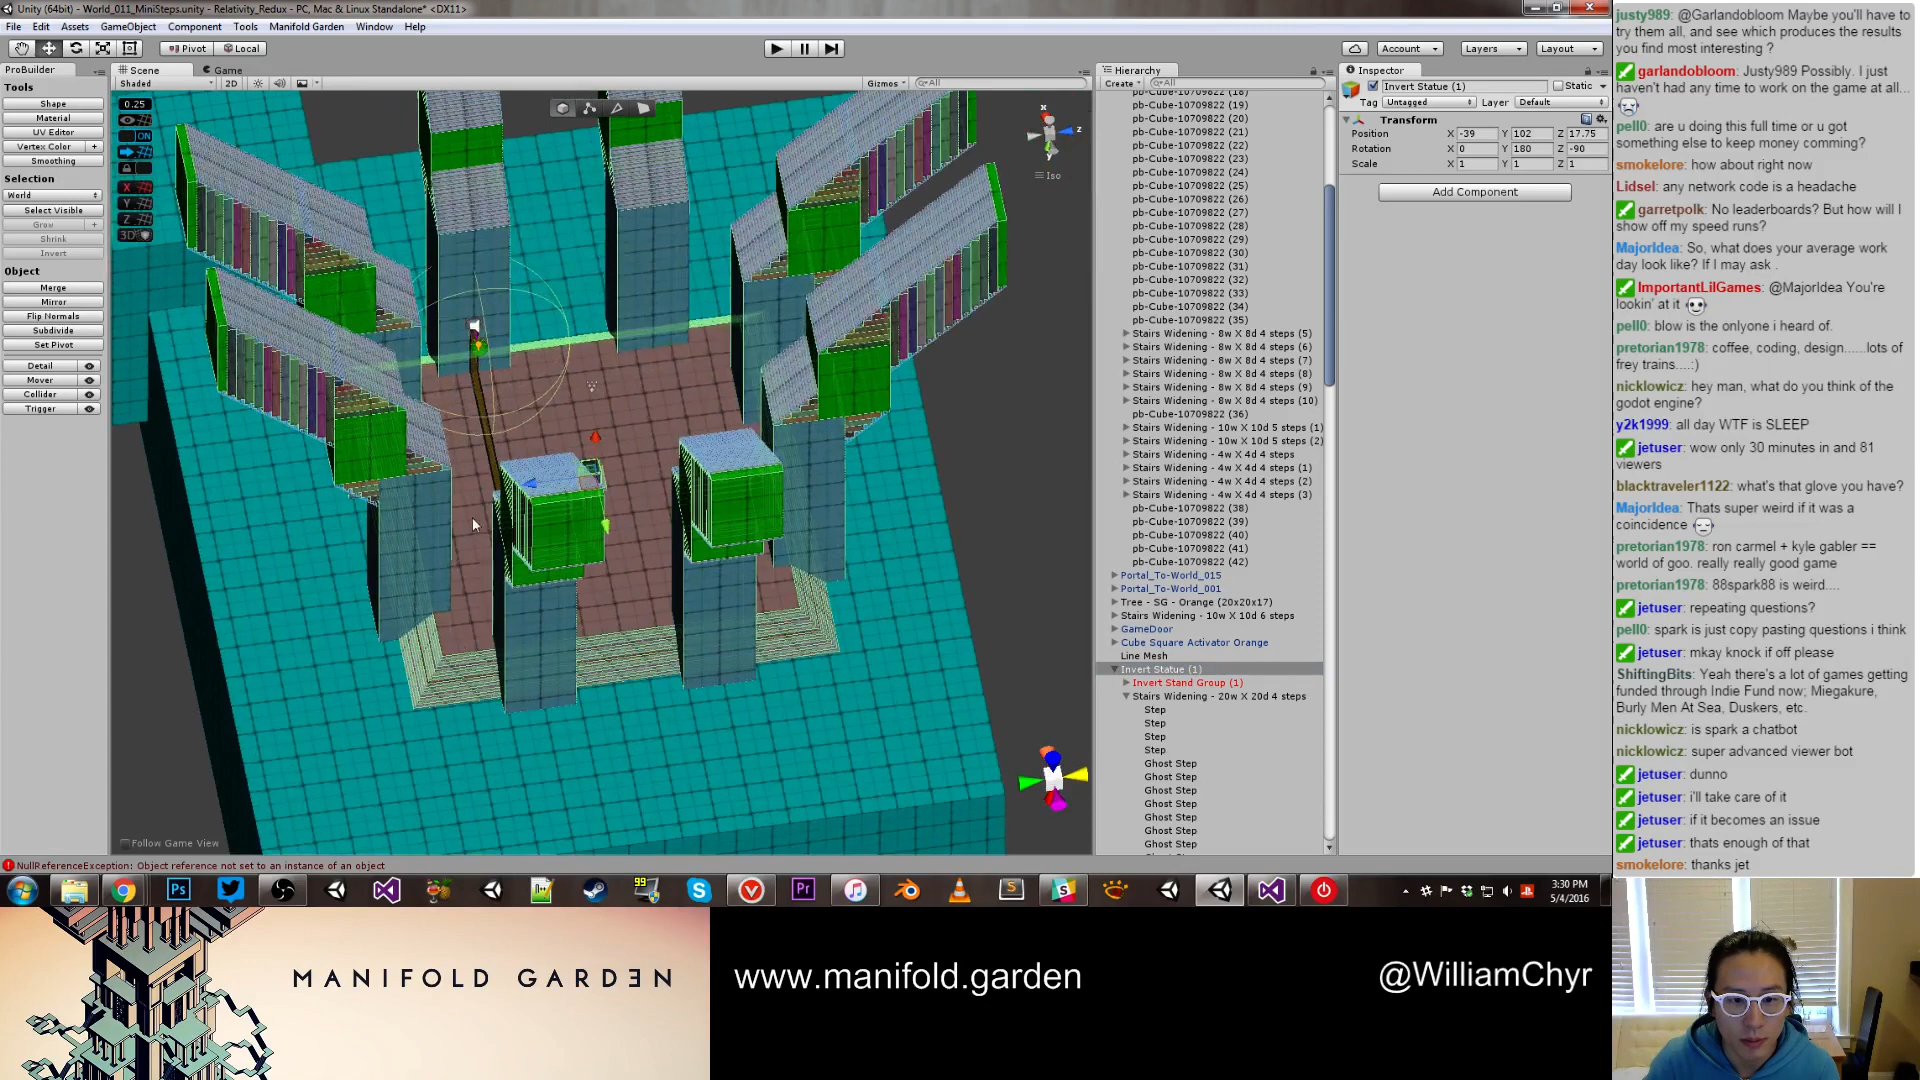 Unity (64bit) - World_011_MiniSteps.unity - Relativity_Redux - PC, Mac & Linux Standalone* <DX11>
File Edit Assets GameObject Component Tools Manifold Garden Window Help
Pivot Local Account Layers Layout
ProBuilder
Tools
Shape
Material
UV Editor
Vertex Color +
Smoothing
Selection
World
Select Visible
Grow +
Shrink
Invert
Object
Merge
Mirror
Flip Normals
Subdivide
Set Pivot
Detail
Mover
Collider
Trigger
Scene Game
Shaded 2D Gizmos All
0.25
ON
X
Y
Z
3D
x
z
y
Iso
Follow Game View
Hierarchy
Create All
pb-Cube-10709822 (18)
pb-Cube-10709822 (19)
pb-Cube-10709822 (20)
pb-Cube-10709822 (21)
pb-Cube-10709822 (22)
pb-Cube-10709822 (23)
pb-Cube-10709822 (24)
pb-Cube-10709822 (25)
pb-Cube-10709822 (26)
pb-Cube-10709822 (27)
pb-Cube-10709822 (28)
pb-Cube-10709822 (29)
pb-Cube-10709822 (30)
pb-Cube-10709822 (31)
pb-Cube-10709822 (32)
pb-Cube-10709822 (33)
pb-Cube-10709822 (34)
pb-Cube-10709822 (35)
Stairs Widening - 8w X 8d 4 steps (5)
Stairs Widening - 8w X 8d 4 steps (6)
Stairs Widening - 8w X 8d 4 steps (7)
Stairs Widening - 8w X 8d 4 steps (8)
Stairs Widening - 8w X 8d 4 steps (9)
Stairs Widening - 8w X 8d 4 steps (10)
pb-Cube-10709822 (36)
Stairs Widening - 10w X 10d 5 steps (1)
Stairs Widening - 10w X 10d 5 steps (2)
Stairs Widening - 4w X 4d 4 steps
Stairs Widening - 4w X 4d 4 steps (1)
Stairs Widening - 4w X 4d 4 steps (2)
Stairs Widening - 4w X 4d 4 steps (3)
pb-Cube-10709822 (38)
pb-Cube-10709822 (39)
pb-Cube-10709822 (40)
pb-Cube-10709822 (41)
pb-Cube-10709822 (42)
Portal_To-World_015
Portal_To-World_001
Tree - SG - Orange (20x20x17)
Stairs Widening - 10w X 10d 6 steps
GameDoor
Cube Square Activator Orange
Line Mesh
Invert Statue (1)
Invert Stand Group (1)
Stairs Widening - 20w X 20d 4 steps
Step
Step
Step
Step
Ghost Step
Ghost Step
Ghost Step
Ghost Step
Ghost Step
Ghost Step
Ghost Step
Inspector
Invert Statue (1) Static
Tag Untagged Layer Default
Transform
Position X -39 Y 102 Z 17.75
Rotation X 0 Y 180 Z -90
Scale X 1 Y 1 Z 1
Add Component
NullReferenceException: Object reference not set to an instance of an object
Ps
99
Pr
S
3:30 PM
5/4/2016
justy989: @Garlandobloom Maybe you'll have to
try them all, and see which produces the results
you find most interesting ?
garlandobloom: Justy989 Possibly. I just
haven't had any time to work on the game at all...
pell0: are u doing this full time or u got
something else to keep money comming?
smokelore: how about right now
Lidsel: any network code is a headache
garretpolk: No leaderboards? But how will I
show off my speed runs?
MajorIdea: So, what does your average work
day look like? If I may ask .
ImportantLilGames: @MajorIdea You're
lookin' at it
pell0: blow is the onlyone i heard of.
pretorian1978: coffee, coding, design......lots of
frey trains....:)
nicklowicz: hey man, what do you think of the
godot engine?
y2k1999: all day WTF is SLEEP
jetuser: wow only 30 minutes in and 81
viewers
blacktraveler1122: what's that glove you have?
MajorIdea: Thats super weird if it was a
coincidence
pretorian1978: ron carmel + kyle gabler ==
world of goo. really really good game
pretorian1978: 88spark88 is weird....
jetuser: repeating questions?
pell0: spark is just copy pasting questions i think
jetuser: mkay knock if off please
ShiftingBits: Yeah there's a lot of games getting
funded through Indie Fund now; Miegakure,
Burly Men At Sea, Duskers, etc.
nicklowicz: is spark a chatbot
nicklowicz: super advanced viewer bot
jetuser: dunno
jetuser: i'll take care of it
jetuser: if it becomes an issue
jetuser: thats enough of that
smokelore: thanks jet
MANIFOLD GARDƎN
www.manifold.garden
@WilliamChyr